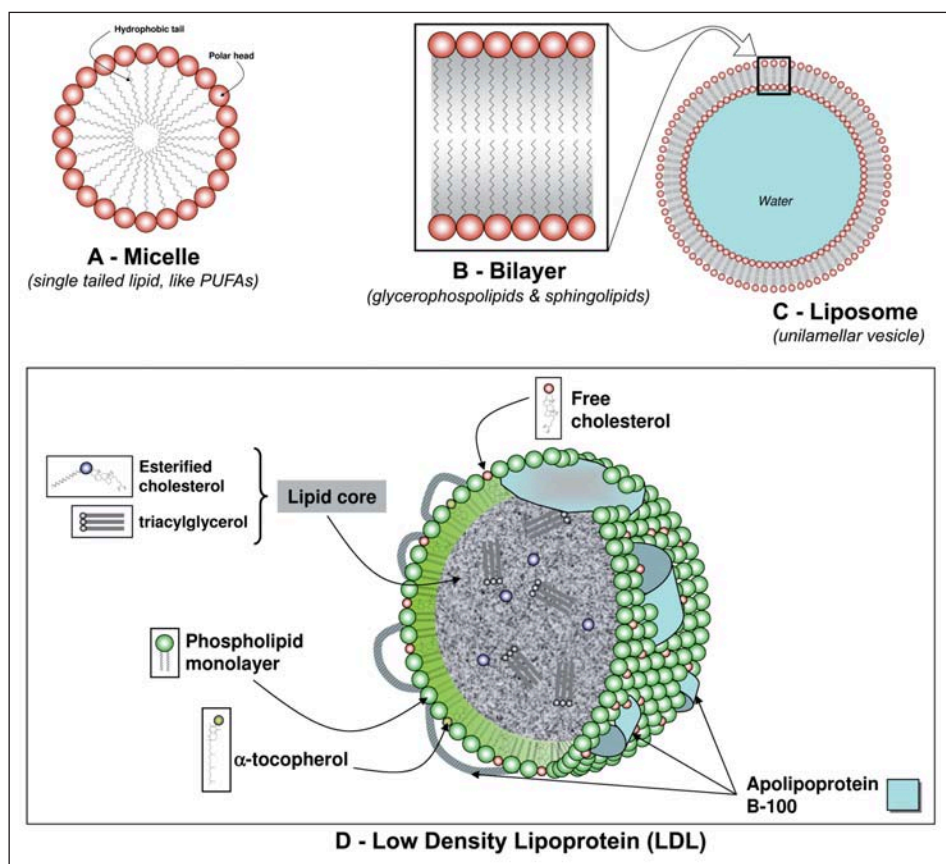 Hydrophobic tail
Polar head
A - Micelle
(single tailed lipid, like PUFAs)
B - Bilayer
(glycerophospolipids & sphingolipids)
Water
C - Liposome
(unilamellar vesicle)
Free
cholesterol
Esterified
cholesterol
triacylglycerol
Lipid core
Phospholipid
monolayer
α-tocopherol
Apolipoprotein
B-100
D - Low Density Lipoprotein (LDL)